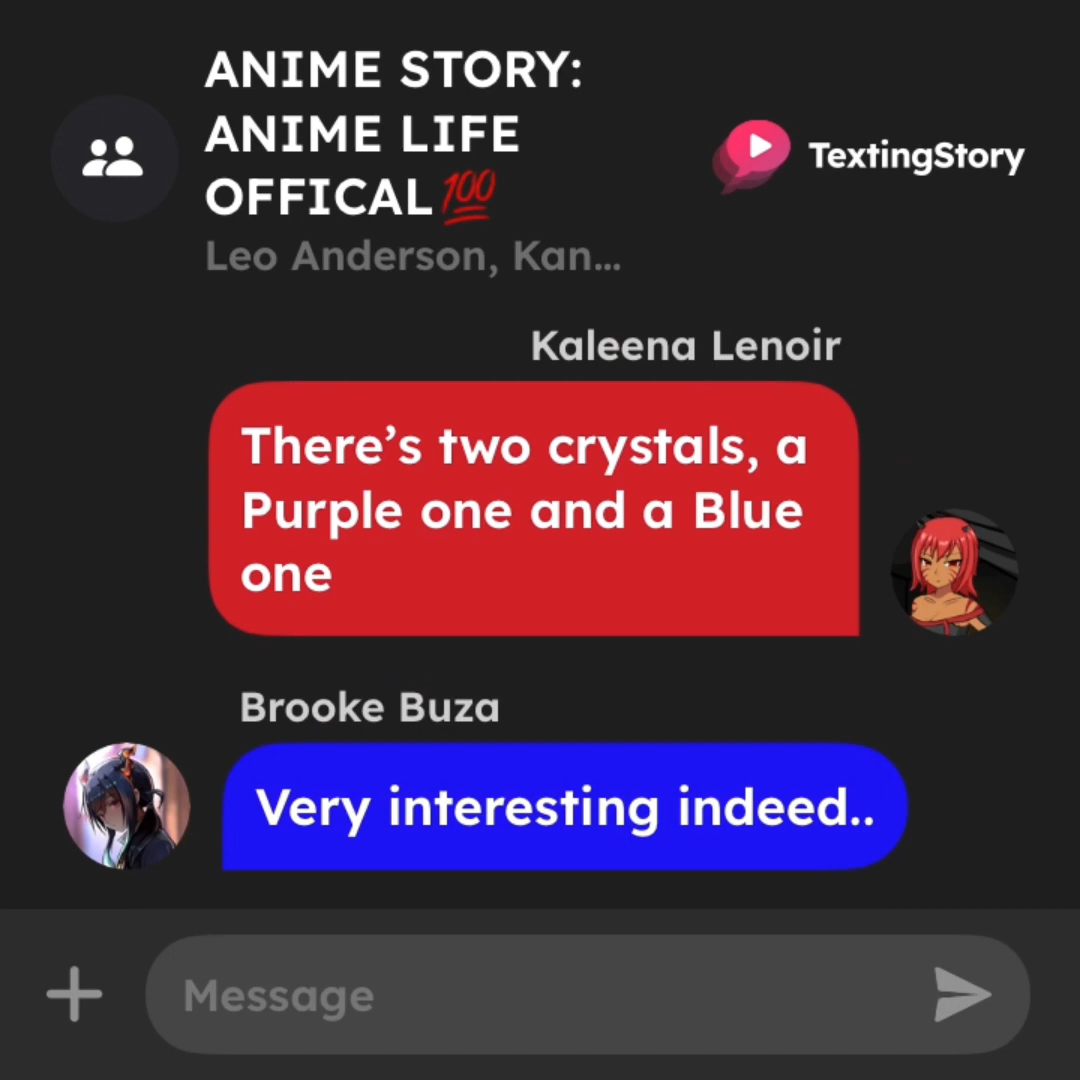 ANIME STORY:
ANIME LIFE
OFFICAL💯
TextingStory
Leo Anderson, Kan...
Kaleena Lenoir
There’s two crystals, a
Purple one and a Blue
one
Brooke Buza
Very interesting indeed..
Message